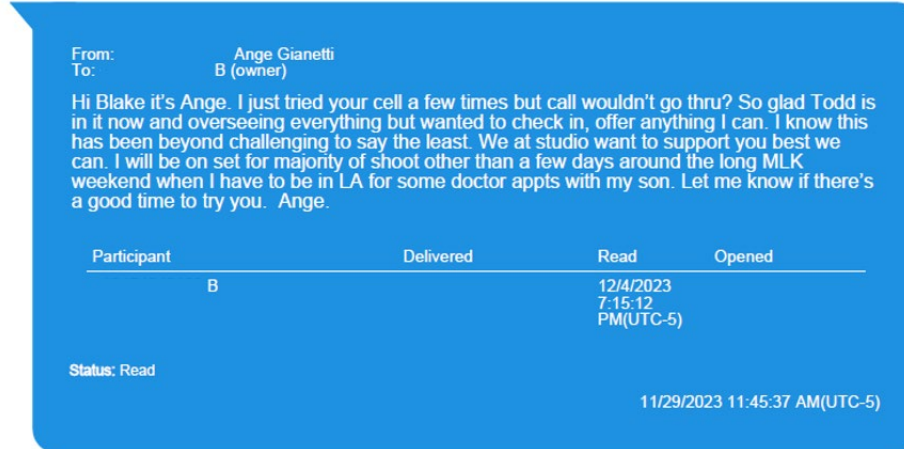 From: Ange Gianetti
To: B (owner)
Hi Blake it's Ange. I just tried your cell a few times but call wouldn't go thru? So glad Todd is
in it now and overseeing everything but wanted to check in, offer anything I can. I know this
has been beyond challenging to say the least. We at studio want to support you best we
can. I will be on set for majority of shoot other than a few days around the long MLK
weekend when I have to be in LA for some doctor appts with my son. Let me know if there's
a good time to try you.  Ange.
Participant Delivered Read Opened
B 12/4/2023
7:15:12
PM(UTC-5)
Status: Read
11/29/2023 11:45:37 AM(UTC-5)